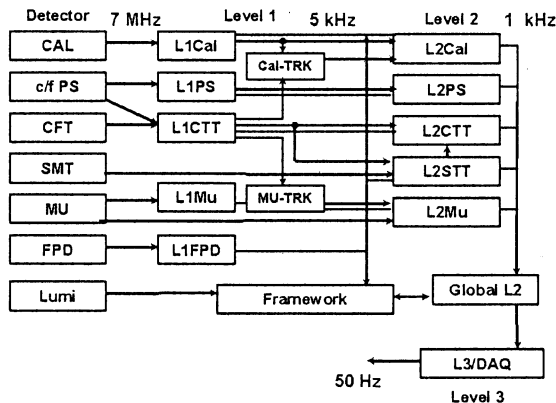 Detector 7 MHz Level 1 5 kHz Level 2 1 kHz
CAL L1Cal L2Cal
Cal-TRK
c/f PS L1PS L2PS
CFT L1CTT L2CTT
SMT L2STT
MU L1Mu MU-TRK L2Mu
FPD L1FPD
Lumi Framework Global L2
L3/DAQ
50 Hz
Level 3